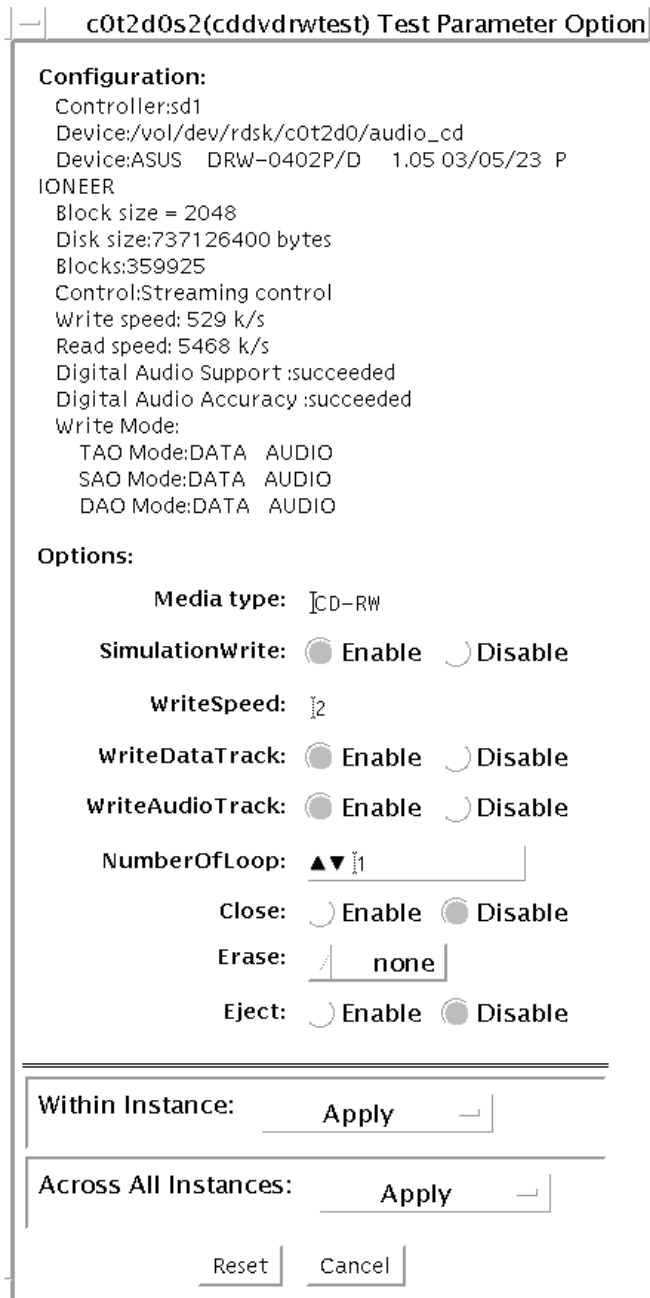 c0t2d0s2(cddvdrwtest) Test Parameter Option
Configuration:
Controller:sd1
Device:/vol/dev/rdsk/c0t2d0/audio_cd
Device:ASUS DRW-0402P/D 1.05 03/05/23 P
IONEER
Block size = 2048
Disk size:737126400 bytes
Blocks:359925
Control:Streaming control
Write speed: 529 k/s
Read speed: 5468 k/s
Digital Audio Support :succeeded
Digital Audio Accuracy :succeeded
Write Mode:
TAO Mode:DATA AUDIO
SAO Mode:DATA AUDIO
DAO Mode:DATA AUDIO
Options:
Media type: CD-RW
SimulationWrite: Enable Disable
WriteSpeed: 2
WriteDataTrack: Enable Disable
WriteAudioTrack: Enable Disable
NumberOfLoop: ▲▼ 1
Close: Enable Disable
Erase: none
Eject: Enable Disable
Within Instance: Apply
Across All Instances: Apply
Reset Cancel